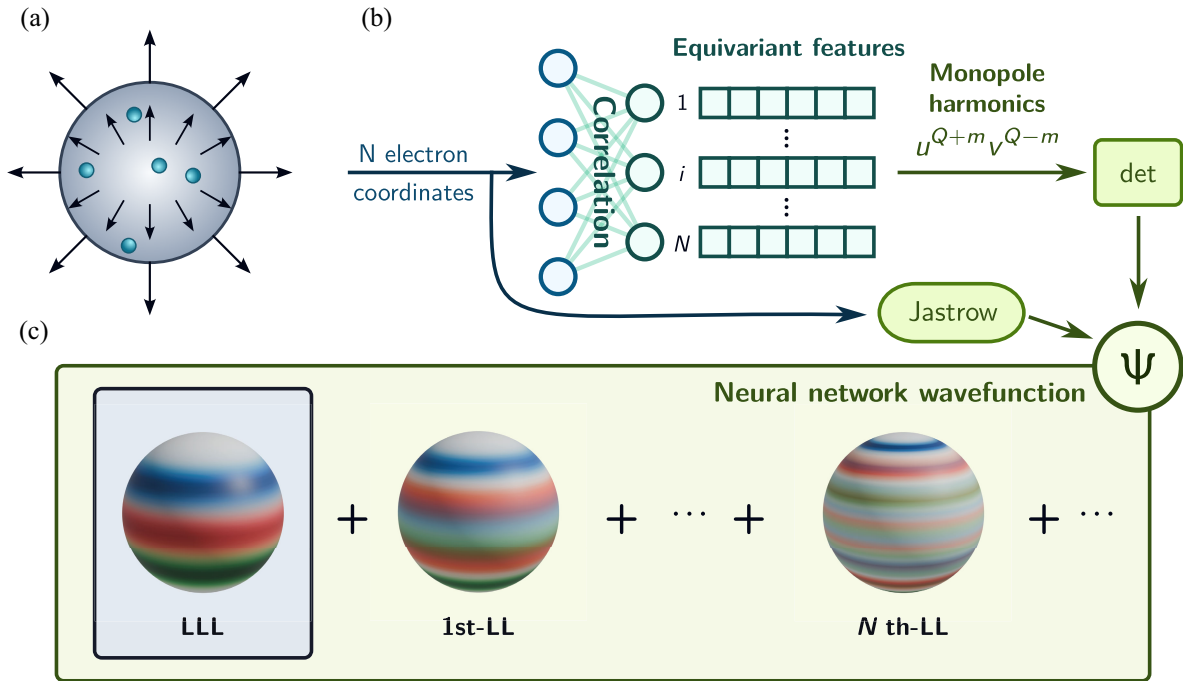 (a)
(b)
N electron
coordinates
Correlation
Equivariant features
1
⋮
i
⋮
N
Monopole
harmonics
u^{Q+m}v^{Q−m}
det
Jastrow
Ψ
(c)
Neural network wavefunction
+ + ⋯ + + ⋯
LLL 1st-LL N th-LL